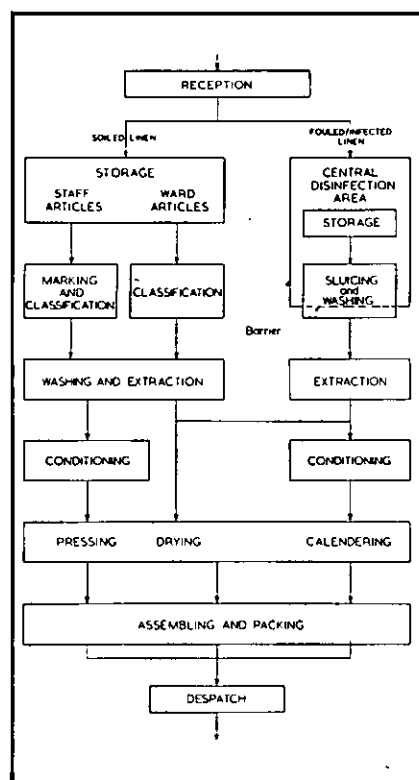 RECEPTION
SOILED LINEN
FOULED/INFECTED
LINEN
STORAGE
STAFF
ARTICLES
WARD
ARTICLES
CENTRAL
DISINFECTION
AREA
STORAGE
MARKING
AND
CLASSIFICATION
CLASSIFICATION
SLUICING
and
WASHING
Barrier
WASHING AND EXTRACTION
EXTRACTION
CONDITIONING
CONDITIONING
PRESSING DRYING CALENDERING
ASSEMBLING AND PACKING
DESPATCH